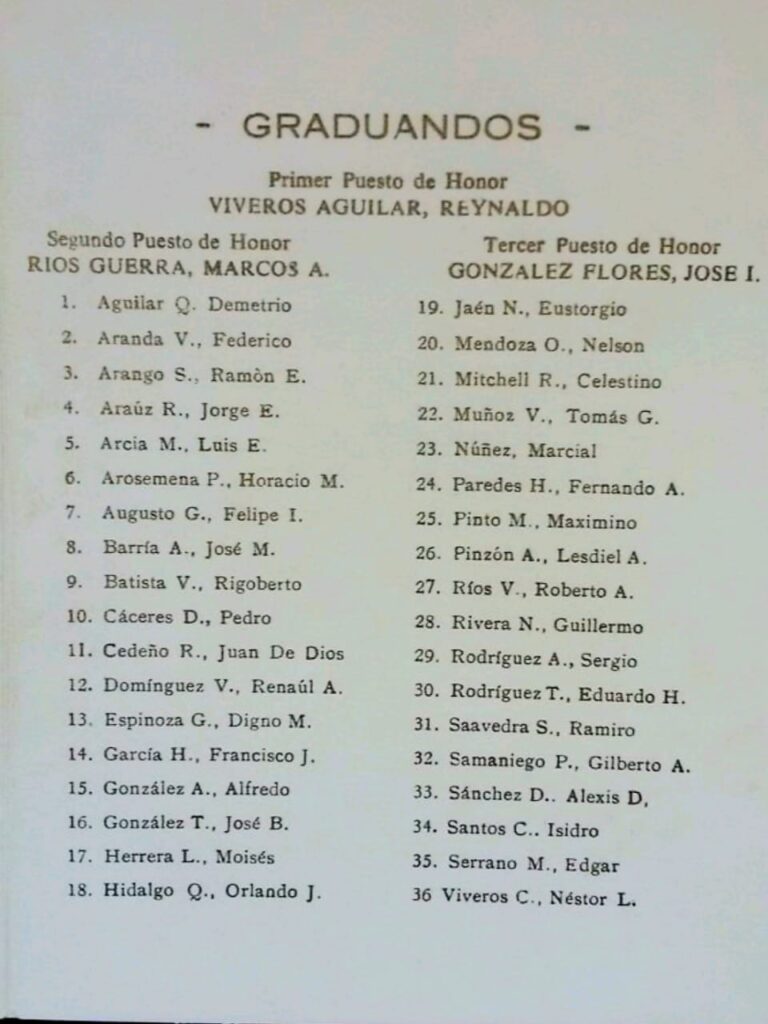 - GRADUANDOS -
Primer Puesto de Honor
VIVEROS AGUILAR, REYNALDO
Segundo Puesto de Honor
RIOS GUERRA, MARCOS A.
1. Aguilar Q. Demetrio
2. Aranda V., Federico
3. Arango S., Ramòn E.
4. Araúz R., Jorge E.
5. Arcia M., Luis E.
6. Arosemena P., Horacio M.
7. Augusto G., Felipe I.
8. Barría A., José M.
9. Batista V., Rigoberto
10. Cáceres D., Pedro
11. Cedeño R., Juan De Dios
12. Domínguez V., Renaúl A.
13. Espinoza G., Digno M.
14. García H., Francisco J.
15. González A., Alfredo
16. González T., José B.
17. Herrera L., Moisés
18. Hidalgo Q., Orlando J.
Tercer Puesto de Honor
GONZALEZ FLORES, JOSE I.
19. Jaén N., Eustorgio
20. Mendoza O., Nelson
21. Mitchell R., Celestino
22. Muñoz V., Tomás G.
23. Núñez, Marcial
24. Paredes H., Fernando A.
25. Pinto M., Maximino
26. Pinzón A., Lesdiel A.
27. Ríos V., Roberto A.
28. Rivera N., Guillermo
29. Rodríguez A., Sergio
30. Rodríguez T., Eduardo H.
31. Saavedra S., Ramiro
32. Samaniego P., Gilberto A.
33. Sánchez D.. Alexis D,
34. Santos C.. Isidro
35. Serrano M., Edgar
36 Viveros C., Néstor L.